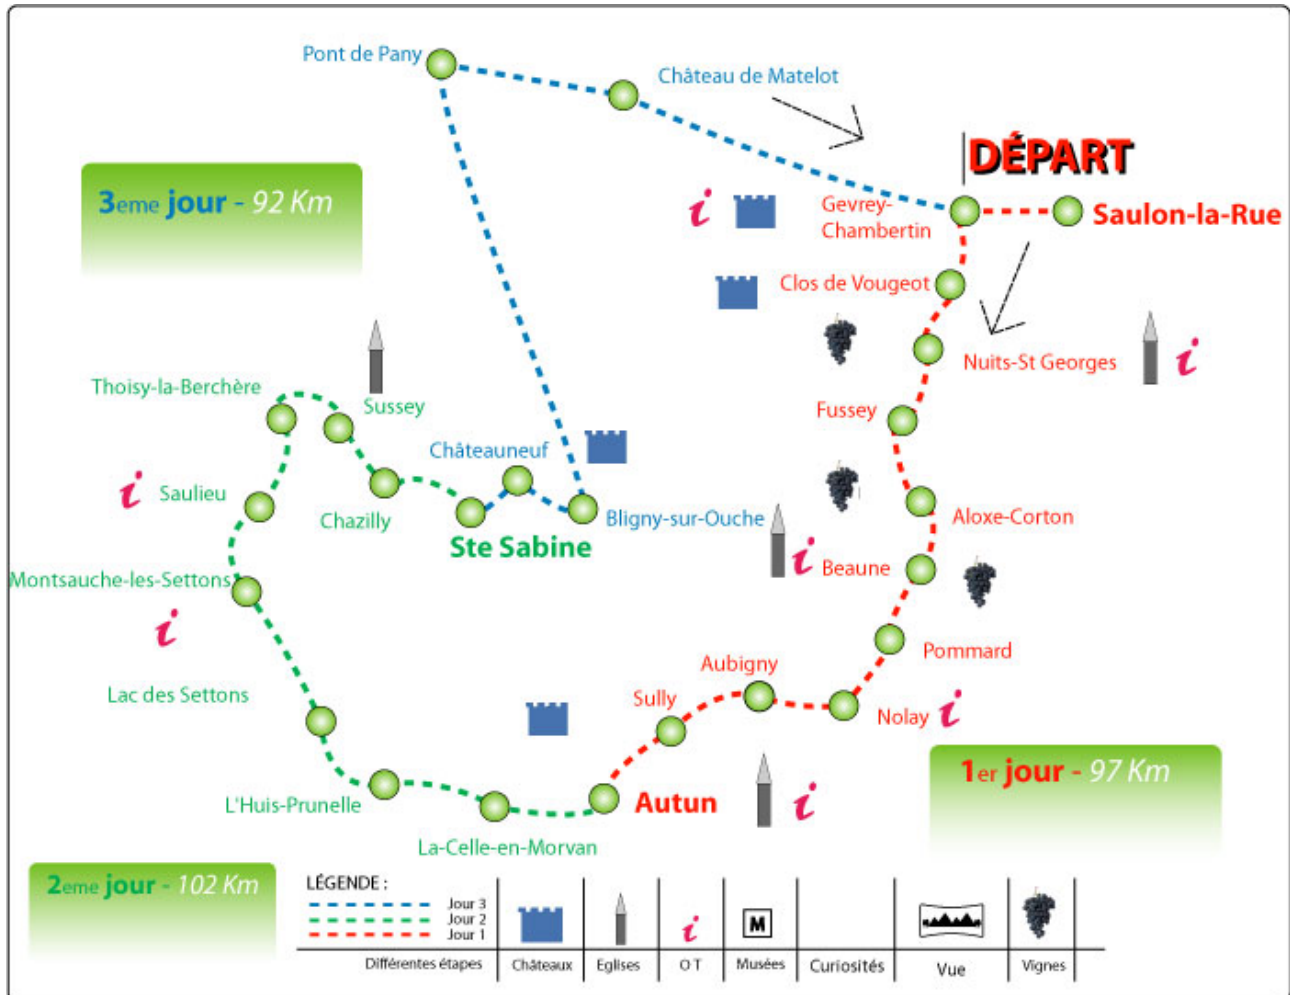 Pont de Pany
Château de Matelot
DÉPART
3eme jour - 92 Km
Gevrey-
Chambertin
Saulon-la-Rue
Clos de Vougeot
Nuits-St Georges
Thoisy-la-Berchère
Sussey
Fussey
Châteauneuf
Saulieu
Chazilly
Bligny-sur-Ouche
Aloxe-Corton
Ste Sabine
Beaune
Montsauche-les-Settons
Pommard
Aubigny
Lac des Settons
Sully
Nolay
1er jour - 97 Km
L'Huis-Prunelle
Autun
La-Celle-en-Morvan
2eme jour - 102 Km
LÉGENDE :
Jour 3
Jour 2
Jour 1
M
Différentes étapes
Châteaux
Eglises
O T
Musées
Curiosités
Vue
Vignes